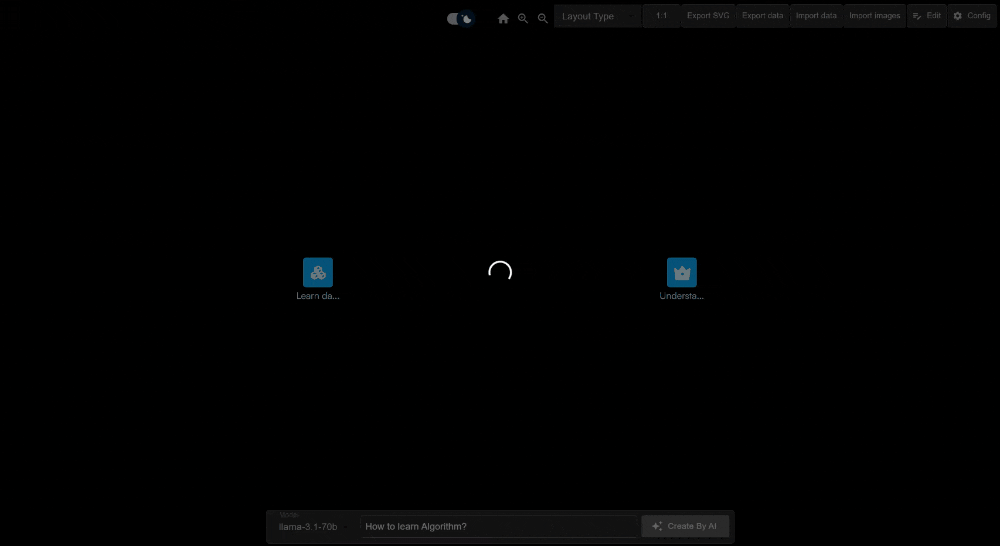 Layout Type 1:1 Export SVG Export data Import data Import images Edit Config
Learn da... Understa...
llama-3.1-70b How to learn Algorithm? Create By AI